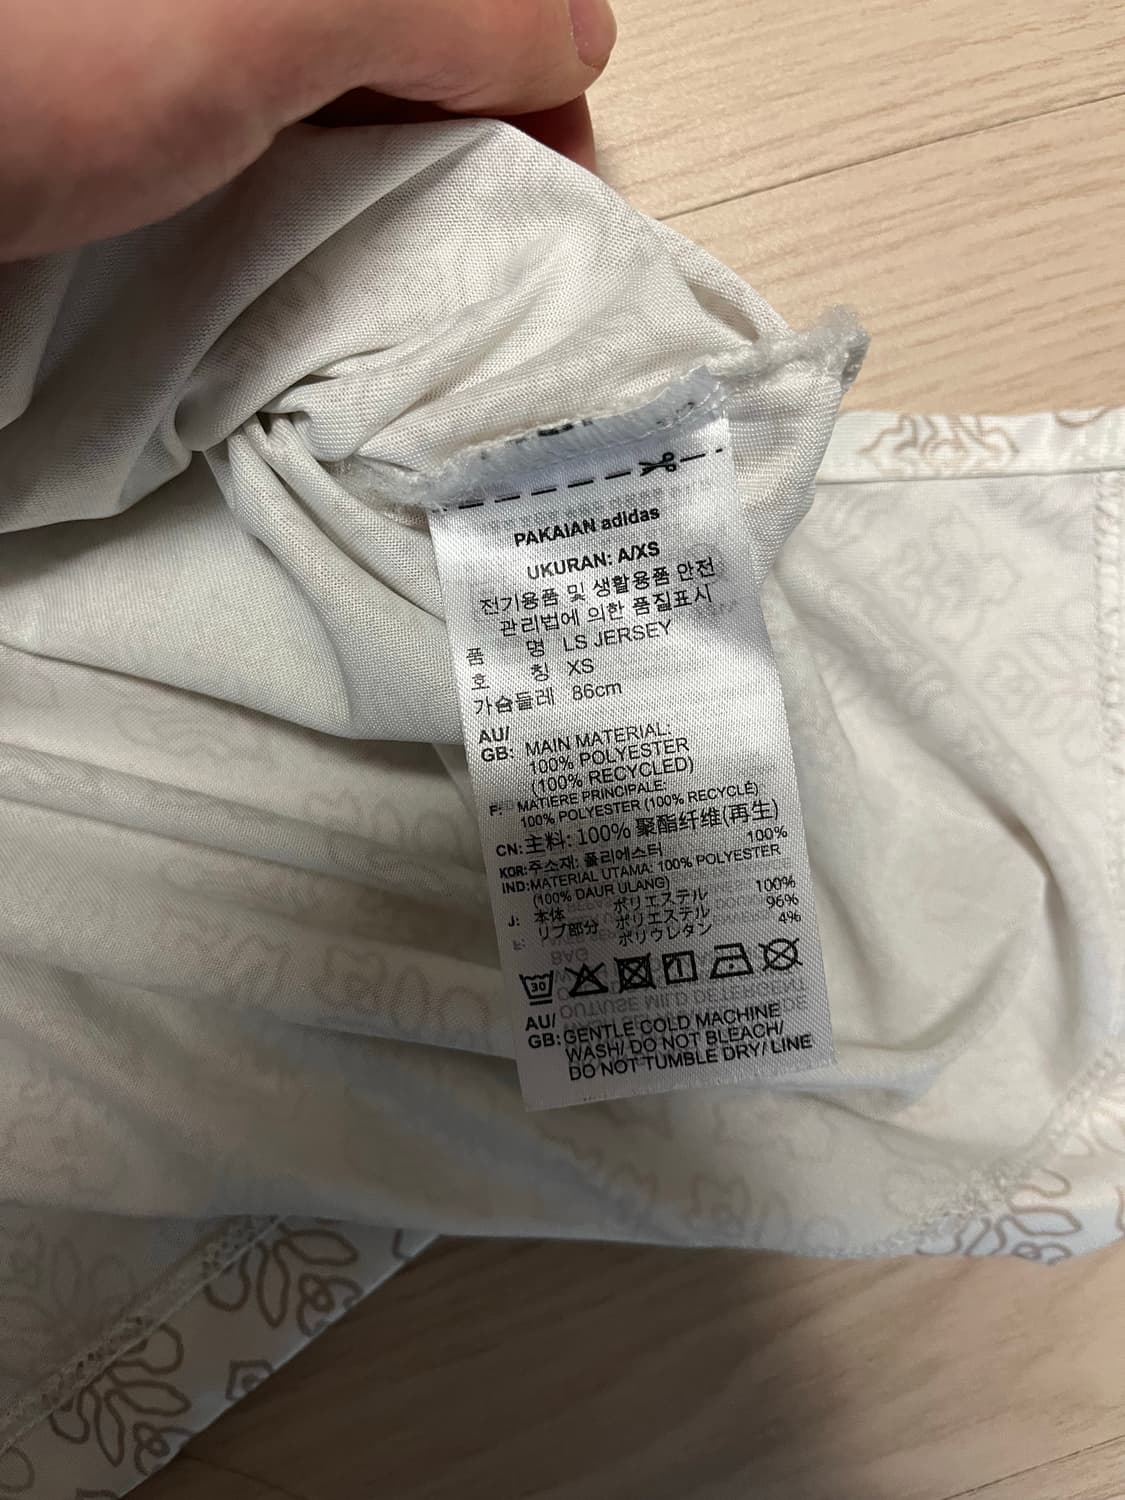 PAKAIAN adidas
UKURAN: A/XS
전기용품 및 생활용품 안전
관리법에 의한 품질표시
품 명 LS JERSEY
호 칭 XS
가슴둘레 86cm
AU/
GB: MAIN MATERIAL:
100% POLYESTER
(100% RECYCLED)
F: MATIERE PRINCIPALE:
100% POLYESTER (100% RECYCLÉ)
CN: 主料: 100% 聚酯纤维(再生)
KOR: 주소재: 폴리에스터 100%
IND: MATERIAL UTAMA: 100% POLYESTER
(100% DAUR ULANG)
J: 本体 ポリエステル 100%
リブ部分 ポリエステル 96%
ポリウレタン 4%
30
AU/
GB: GENTLE COLD MACHINE
WASH/ DO NOT BLEACH/
DO NOT TUMBLE DRY/ LINE